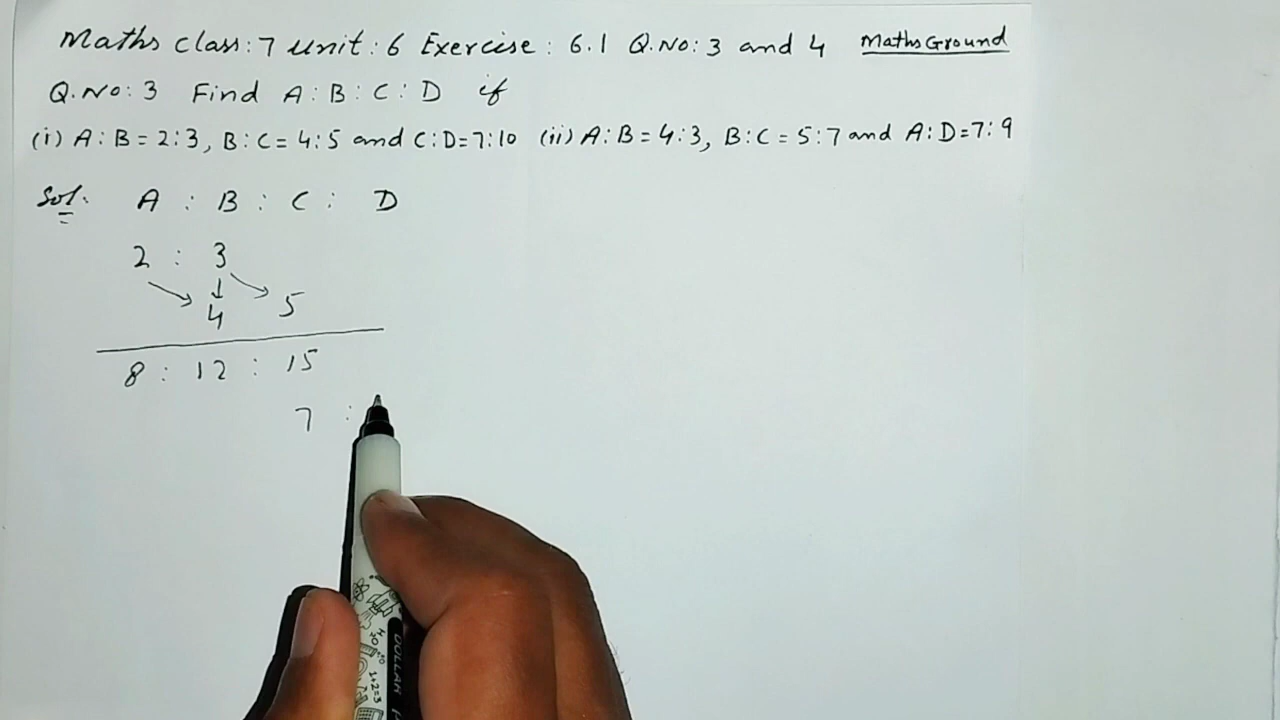 Maths Class: 7 Unit: 6 Exercise: 6.1 Q.No: 3 and 4 Maths Ground
Q.No: 3 Find A : B : C : D if
(i) A:B = 2:3, B:C = 4:5 and C:D = 7:10 (ii) A:B = 4:3, B:C = 5:7 and A:D = 7:9
Sol: A : B : C : D
2 : 3
4 5
8 : 12 : 15
7 :
DOLLAR